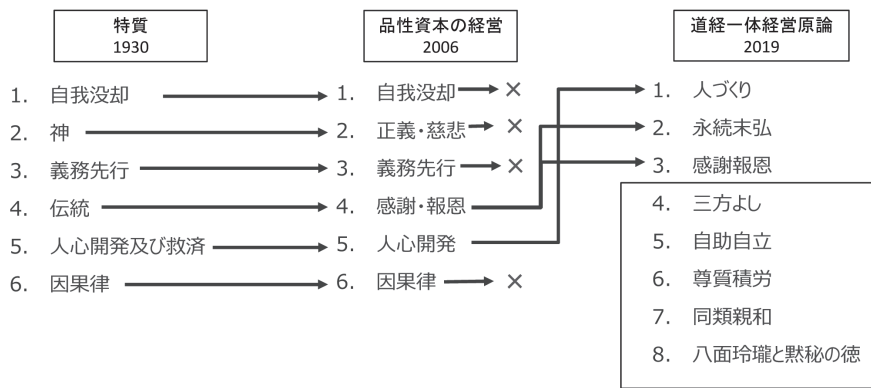 特質
1930
品性資本の経営
2006
道経一体経営原論
2019
1. 自我没却
2. 神
3. 義務先行
4. 伝統
5. 人心開発及び救済
6. 因果律
1. 自我没却 ×
2. 正義・慈悲 ×
3. 義務先行 ×
4. 感謝・報恩
5. 人心開発
6. 因果律 ×
1. 人づくり
2. 永続末弘
3. 感謝報恩
4. 三方よし
5. 自助自立
6. 尊質積労
7. 同類親和
8. 八面玲瓏と黙秘の徳